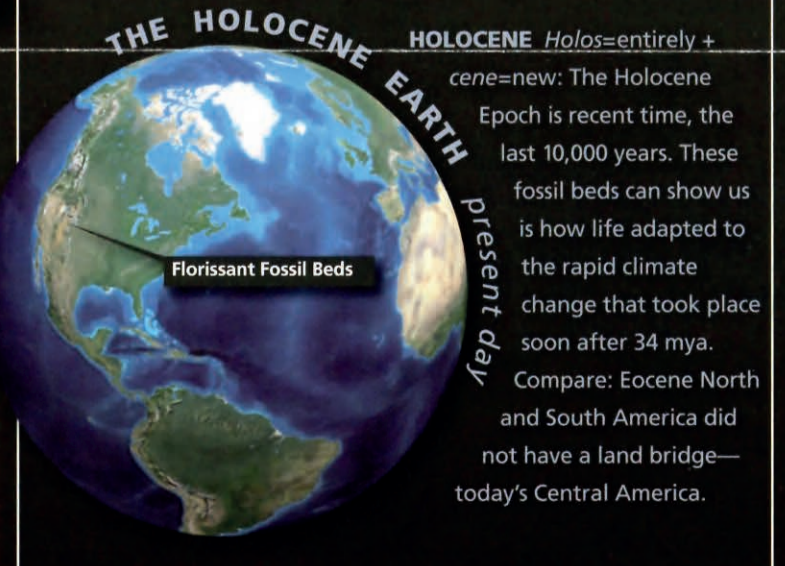 THE HOLOCENE EARTH present day
HOLOCENE Holos=entirely +
cene=new: The Holocene
Epoch is recent time, the
last 10,000 years. These
fossil beds can show us
is how life adapted to
the rapid climate
change that took place
soon after 34 mya.
Compare: Eocene North
and South America did
not have a land bridge—
today's Central America.
Florissant Fossil Beds